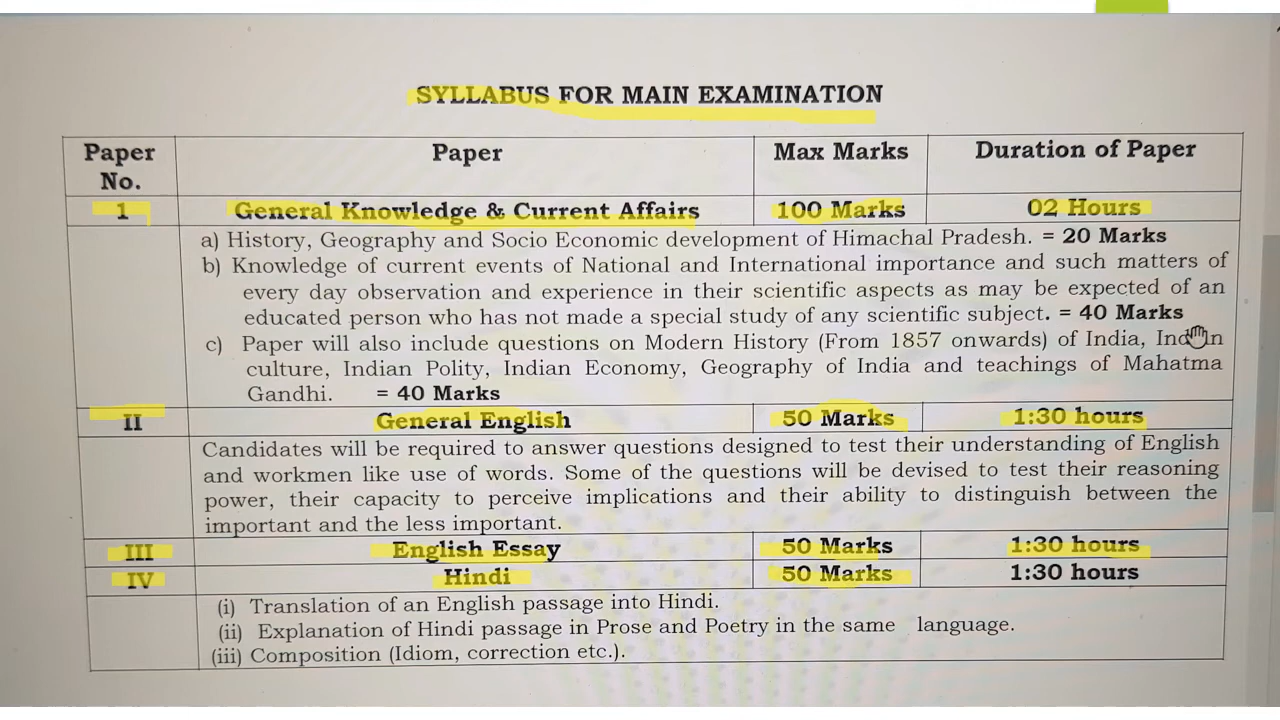 SYLLABUS FOR MAIN EXAMINATION
Paper No. Paper Max Marks Duration of Paper
1 General Knowledge & Current Affairs 100 Marks 02 Hours
a) History, Geography and Socio Economic development of Himachal Pradesh. = 20 Marks
b) Knowledge of current events of National and International importance and such matters of
every day observation and experience in their scientific aspects as may be expected of an
educated person who has not made a special study of any scientific subject. = 40 Marks
c) Paper will also include questions on Modern History (From 1857 onwards) of India, Indian
culture, Indian Polity, Indian Economy, Geography of India and teachings of Mahatma
Gandhi. = 40 Marks
II General English 50 Marks 1:30 hours
Candidates will be required to answer questions designed to test their understanding of English
and workmen like use of words. Some of the questions will be devised to test their reasoning
power, their capacity to perceive implications and their ability to distinguish between the
important and the less important.
III English Essay 50 Marks 1:30 hours
IV Hindi 50 Marks 1:30 hours
(i) Translation of an English passage into Hindi.
(ii) Explanation of Hindi passage in Prose and Poetry in the same language.
(iii) Composition (Idiom, correction etc.).